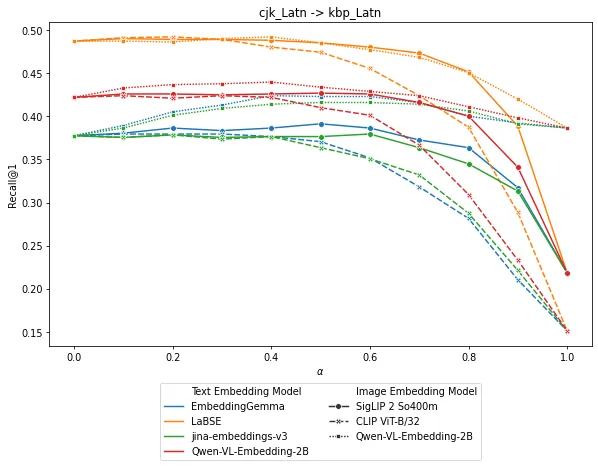 cjk_Latn -> kbp_Latn
Recall@1
0.50
0.45
0.40
0.35
0.30
0.25
0.20
0.15
0.0 0.2 0.4 0.6 0.8 1.0
α
Text Embedding Model
EmbeddingGemma
LaBSE
jina-embeddings-v3
Qwen-VL-Embedding-2B
Image Embedding Model
SigLIP 2 So400m
CLIP ViT-B/32
Qwen-VL-Embedding-2B